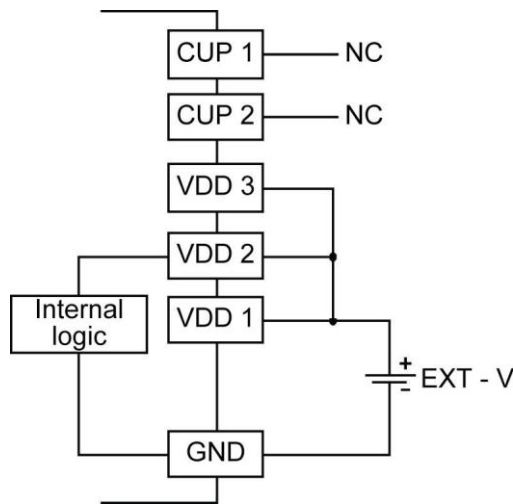 CUP 1
NC
CUP 2
NC
VDD 3
VDD 2
Internal
logic
VDD 1
+
EXT - V
-
GND